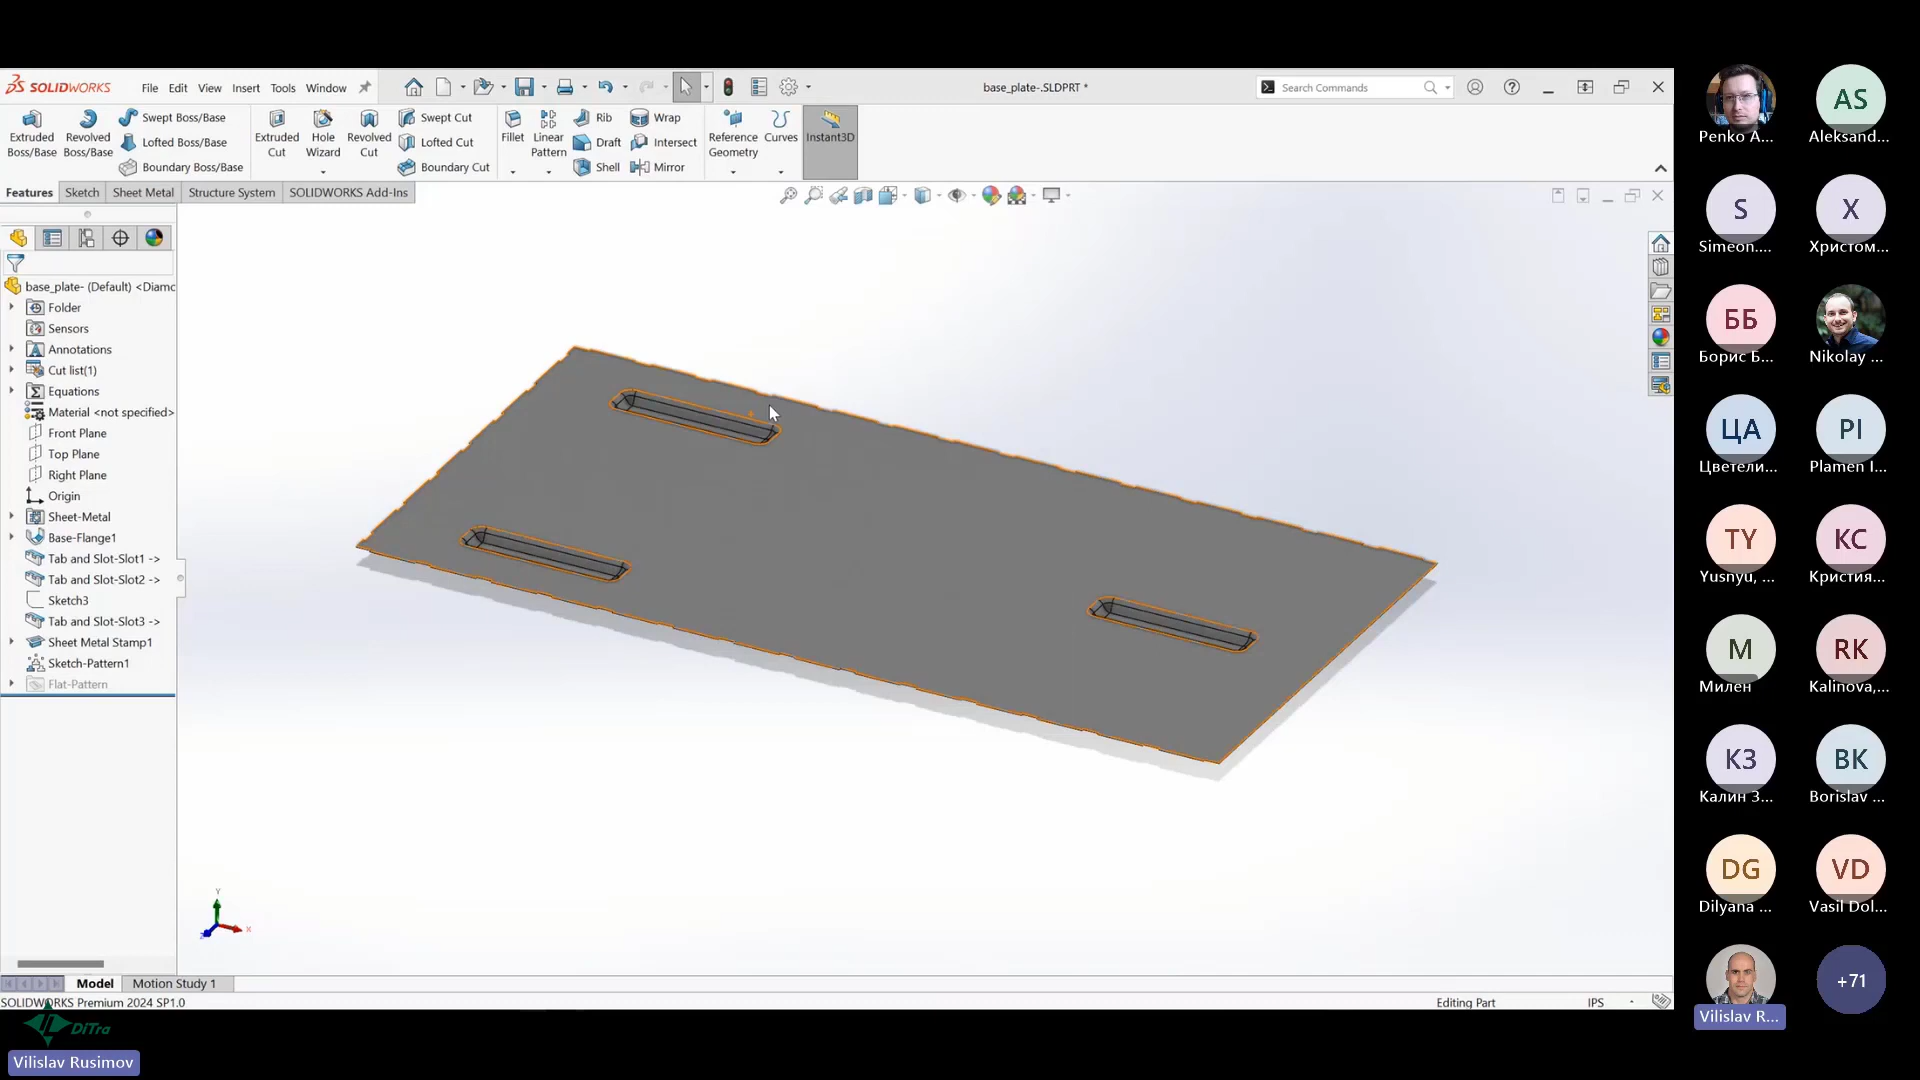 SOLIDWORKS
File Edit View Insert Tools Window
base_plate-.SLDPRT *
Search Commands
Extruded Boss/Base
Revolved Boss/Base
Swept Boss/Base
Lofted Boss/Base
Boundary Boss/Base
Extruded Cut
Hole Wizard
Revolved Cut
Swept Cut
Lofted Cut
Boundary Cut
Fillet
Linear Pattern
Rib
Draft
Shell
Wrap
Intersect
Mirror
Reference Geometry
Curves
Instant3D
Features Sketch Sheet Metal Structure System SOLIDWORKS Add-Ins
base_plate- (Default) <Diamc
Folder
Sensors
Annotations
Cut list(1)
Equations
Material <not specified>
Front Plane
Top Plane
Right Plane
Origin
Sheet-Metal
Base-Flange1
Tab and Slot-Slot1 ->
Tab and Slot-Slot2 ->
Sketch3
Tab and Slot-Slot3 ->
Sheet Metal Stamp1
Sketch-Pattern1
Flat-Pattern
Y
X
Z
Model Motion Study 1
SOLIDWORKS Premium 2024 SP1.0
Editing Part
IPS
DiTra
Vilislav Rusimov
Penko A...
AS
Aleksand...
S
Simeon....
X
Христом...
ББ
Борис Б...
Nikolay ...
ЦА
Цветели...
PI
Plamen I...
TY
Yusnyu, ...
КС
Кристия...
М
Милен
RK
Kalinova,...
КЗ
Калин З...
BK
Borislav ...
DG
Dilyana ...
VD
Vasil Dol...
Vilislav R...
+71